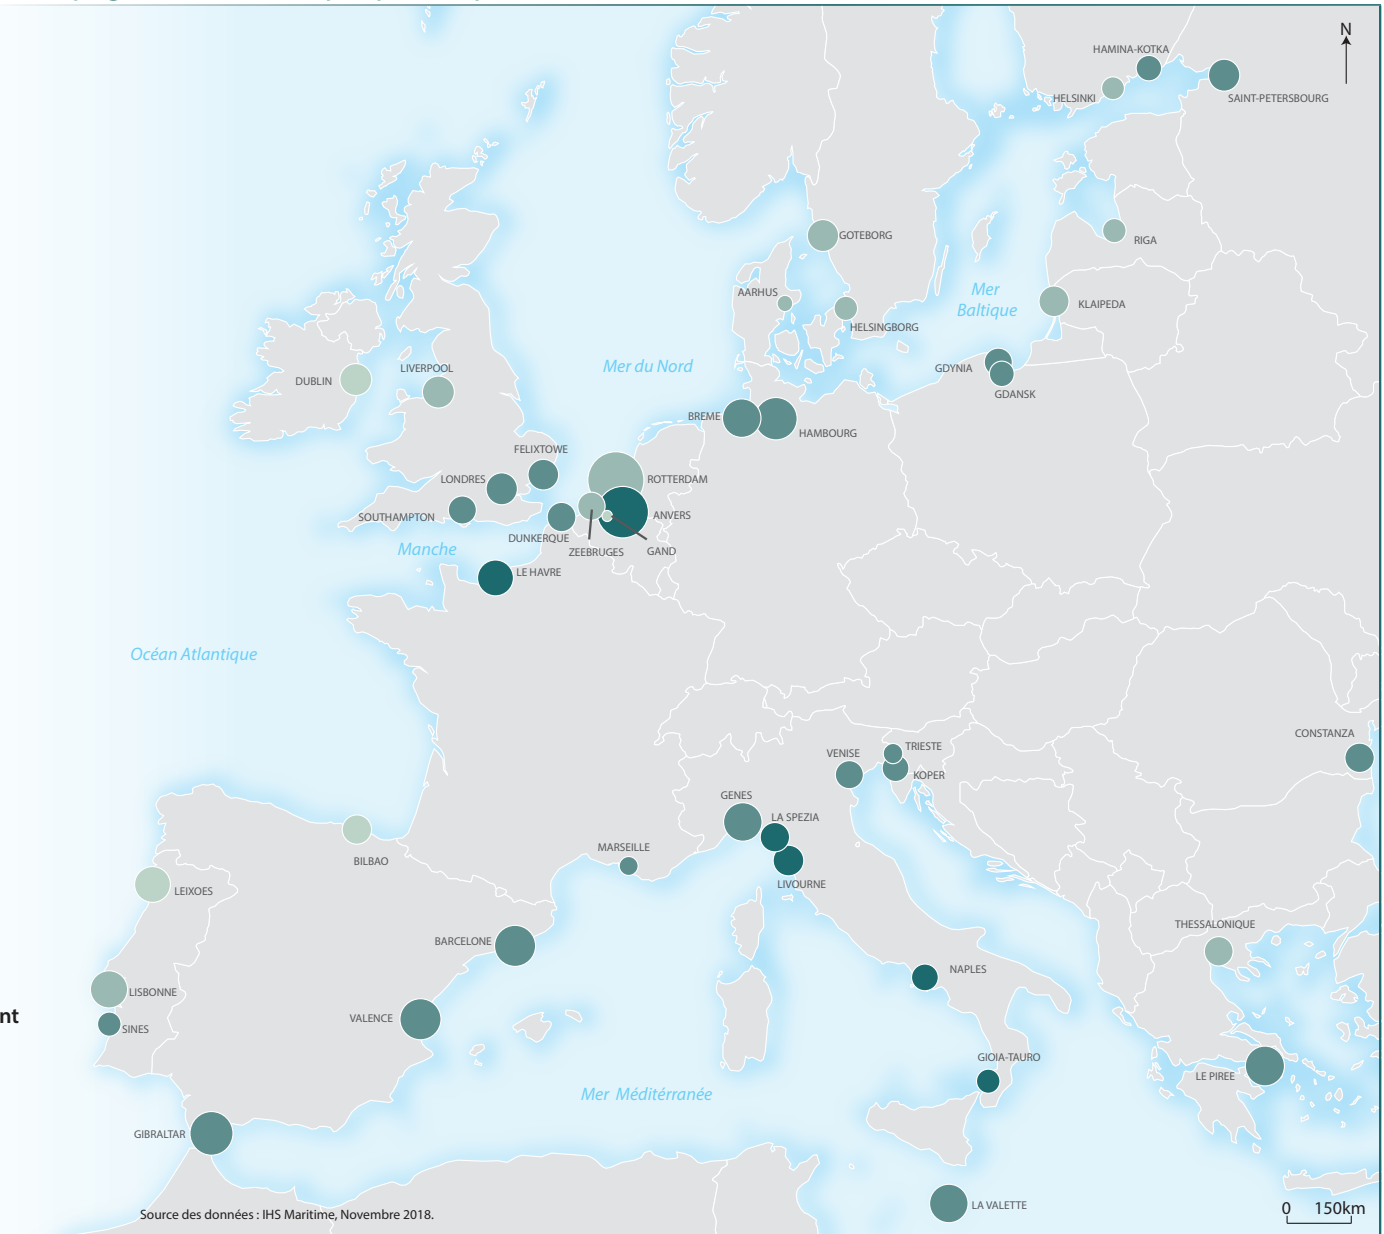 N
HAMINA-KOTKA
HELSINKI
SAINT-PETERSBOURG
GOTEBORG
RIGA
AARHUS
Mer
Baltique
KLAIPEDA
HELSINGBORG
Mer du Nord
GDYNIA
GDANSK
DUBLIN
LIVERPOOL
BREME
HAMBOURG
FELIXTOWE
LONDRES
ROTTERDAM
SOUTHAMPTON
ANVERS
DUNKERQUE
Manche
ZEEBRUGES
GAND
LE HAVRE
Océan Atlantique
CONSTANZA
VENISE
TRIESTE
KOPER
GENES
LA SPEZIA
MARSEILLE
LIVOURNE
BILBAO
LEIXOES
THESSALONIQUE
BARCELONE
NAPLES
LISBONNE
nt
VALENCE
SINES
GIOIA-TAURO
LE PIREE
Mer Méditérranée
GIBRALTAR
LA VALETTE
Source des données : IHS Maritime, Novembre 2018.
0 150km